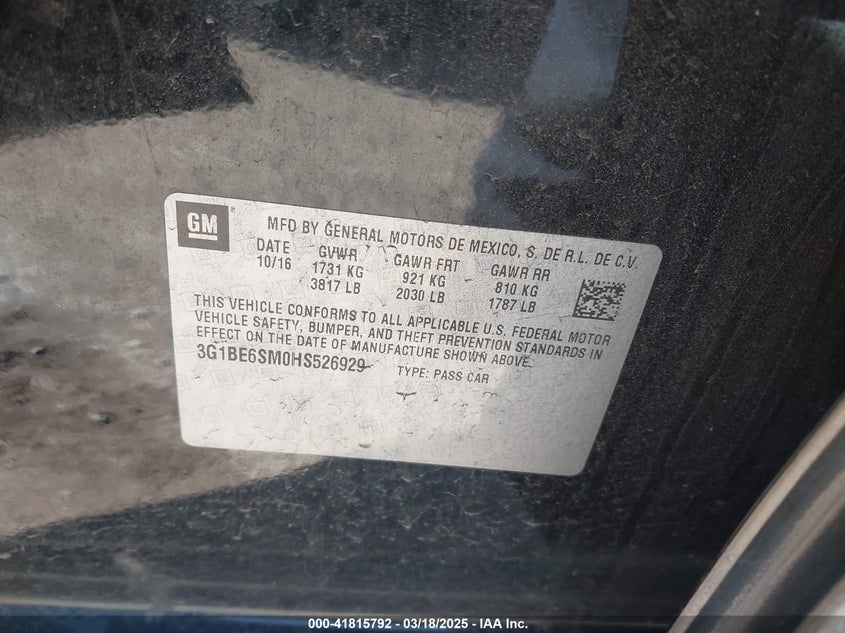 GM
MFD BY GENERAL MOTORS DE MEXICO, S. DE R.L. DE C.V.
DATE GVWR GAWR FRT GAWR RR
10/16 1731 KG 921 KG 810 KG
3817 LB 2030 LB 1787 LB
THIS VEHICLE CONFORMS TO ALL APPLICABLE U.S. FEDERAL MOTOR
VEHICLE SAFETY, BUMPER, AND THEFT PREVENTION STANDARDS IN
EFFECT ON THE DATE OF MANUFACTURE SHOWN ABOVE.
3G1BE6SM0HS526929 TYPE: PASS CAR
000-41815792 - 03/18/2025 - IAA Inc.